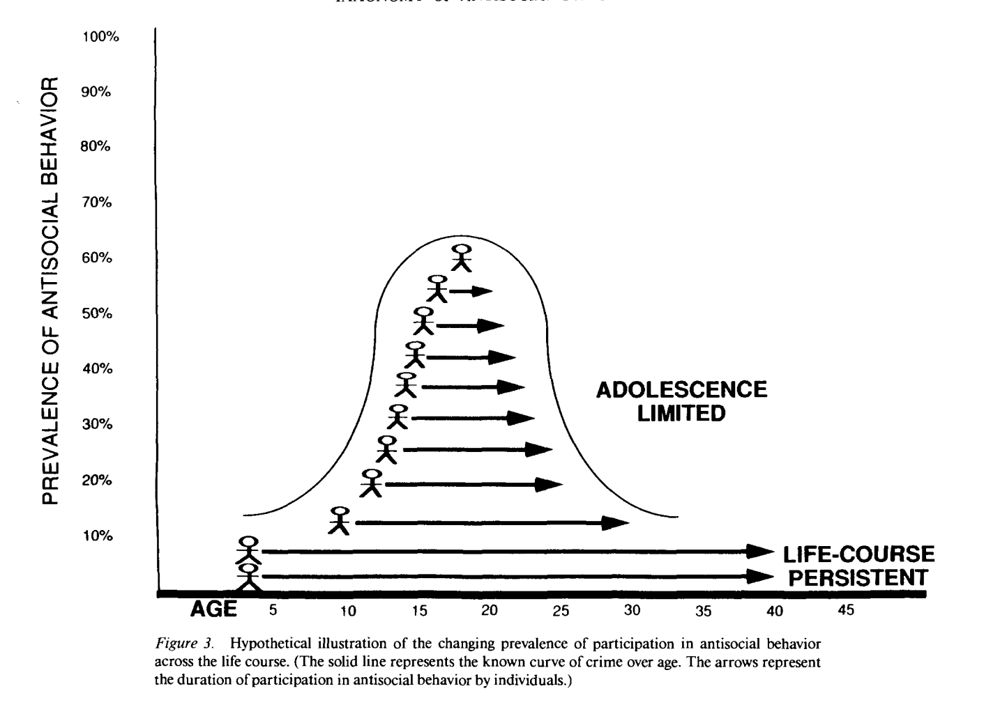 100%
90%
80%
70%
60%
50%
40%
30%
20%
10%
PREVALENCE OF ANTISOCIAL BEHAVIOR
ADOLESCENCE
LIMITED
LIFE-COURSE
PERSISTENT
AGE 5 10 15 20 25 30 35 40 45
Figure 3. Hypothetical illustration of the changing prevalence of participation in antisocial behavior
across the life course. (The solid line represents the known curve of crime over age. The arrows represent
the duration of participation in antisocial behavior by individuals.)